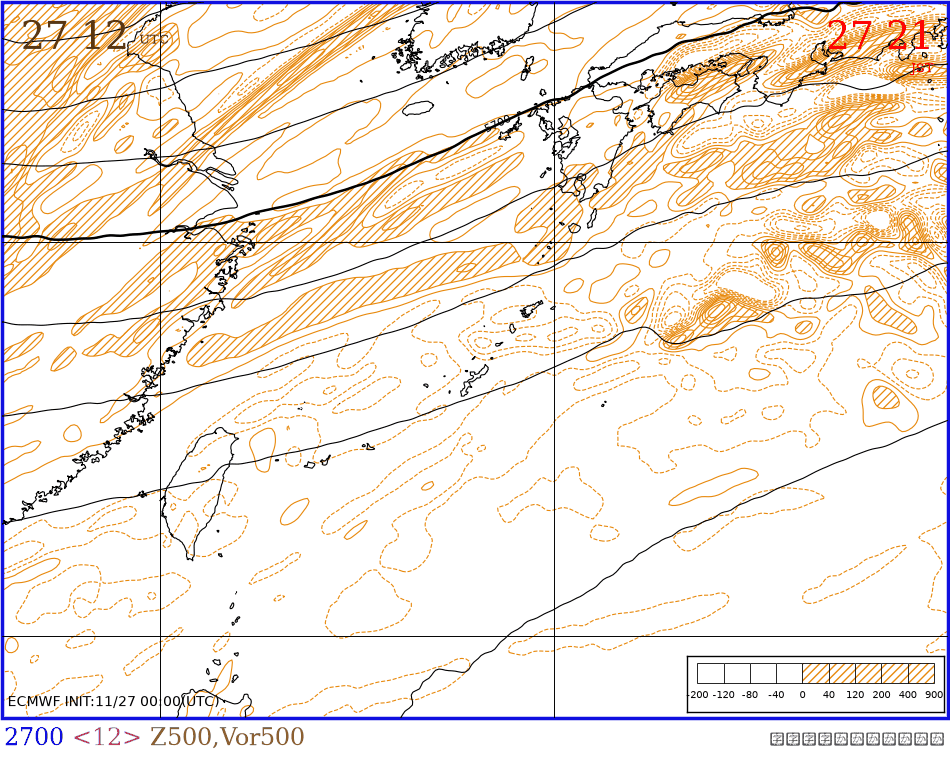 27 12 UTC
27 21
JST
5700
ECMWF INIT:11/27 00:00(UTC)
-200 -120 -80 -40 0 40 120 200 400 900
2700 <12> Z500,Vor500